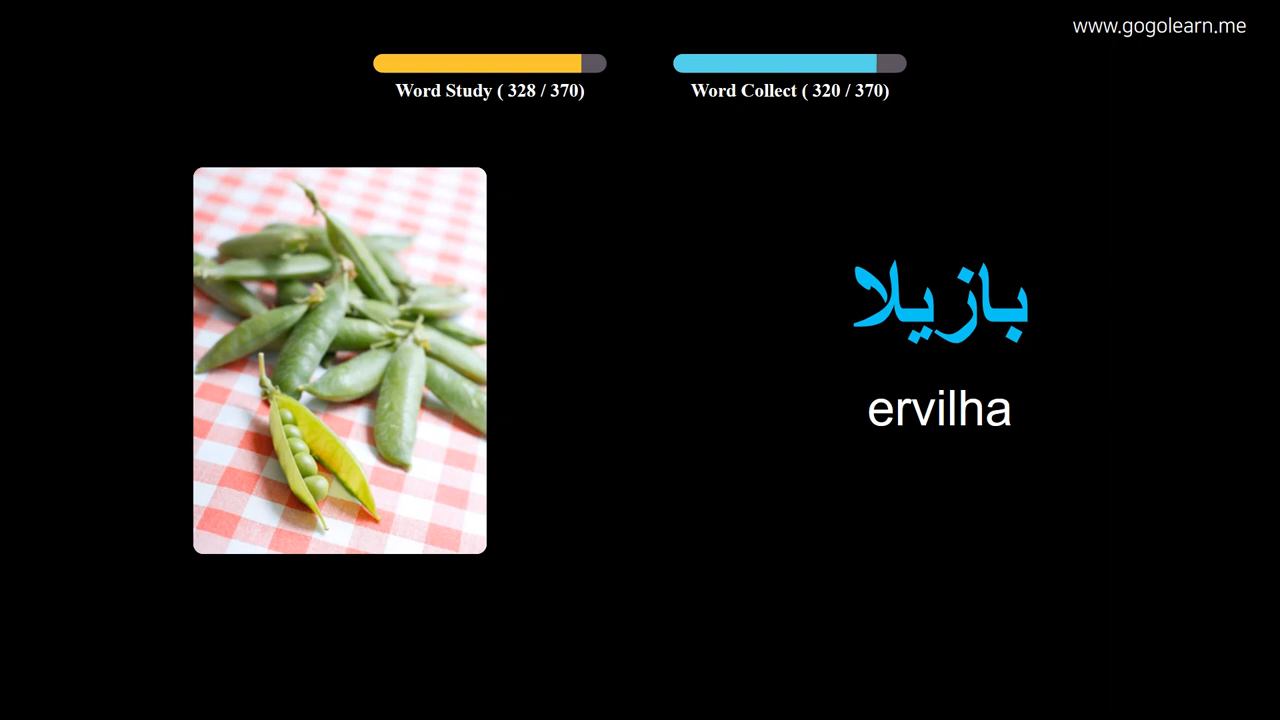 www.gogolearn.me
Word Study ( 328 / 370)
Word Collect ( 320 / 370)
بازيلا
ervilha